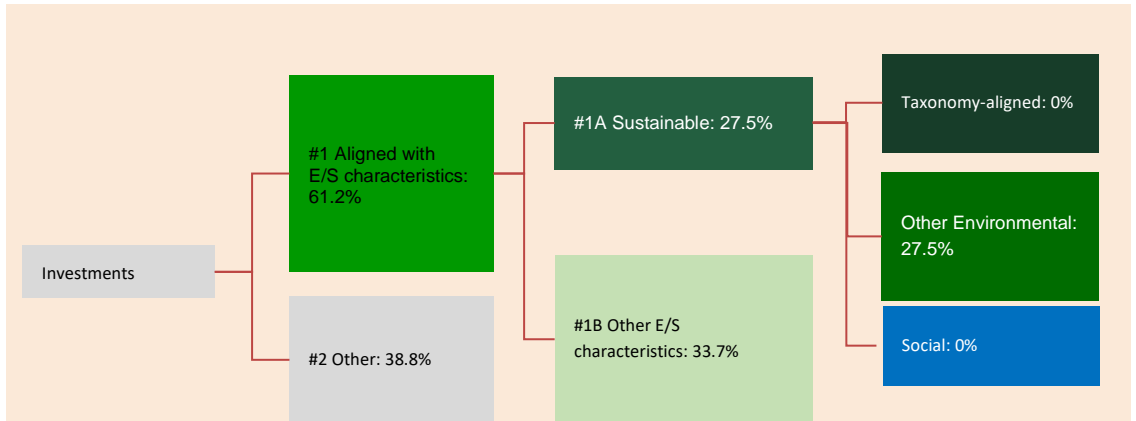 Investments
#1 Aligned with
E/S characteristics:
61.2%
#2 Other: 38.8%
#1A Sustainable: 27.5%
#1B Other E/S
characteristics: 33.7%
Taxonomy-aligned: 0%
Other Environmental:
27.5%
Social: 0%